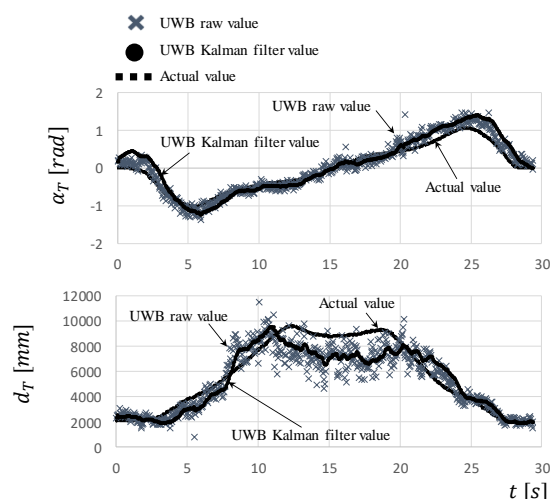 UWB raw value
UWB Kalman filter value
Actual value
2
1
0
-1
-2
α_T [rad]
UWB raw value
UWB Kalman filter value
Actual value
0 5 10 15 20 25 30
12000
10000
8000
6000
4000
2000
0
d_T [mm]
Actual value
UWB raw value
UWB Kalman filter value
0 5 10 15 20 25 30
t [s]